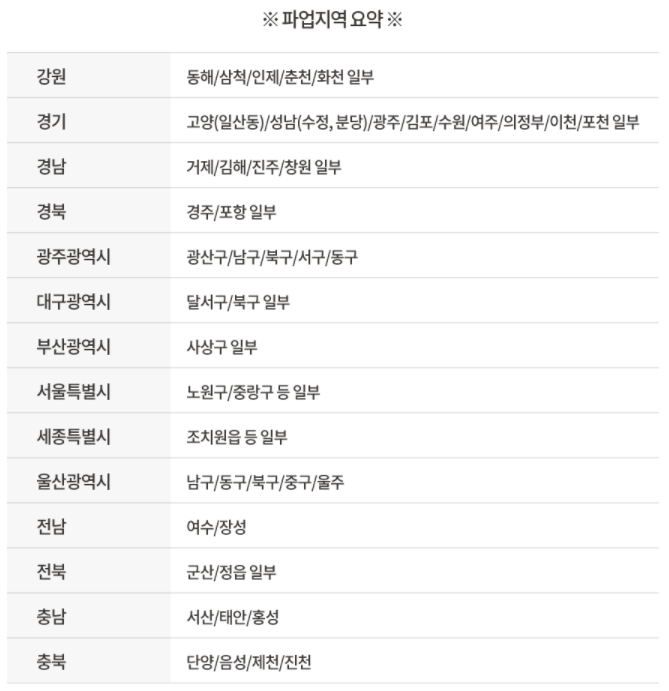 ※ 파업지역 요약 ※
강원 동해/삼척/인제/춘천/화천 일부
경기 고양(일산동)/성남(수정, 분당)/광주/김포/수원/여주/의정부/이천/포천 일부
경남 거제/김해/진주/창원 일부
경북 경주/포항 일부
광주광역시 광산구/남구/북구/서구/동구
대구광역시 달서구/북구 일부
부산광역시 사상구 일부
서울특별시 노원구/중랑구 등 일부
세종특별시 조치원읍 등 일부
울산광역시 남구/동구/북구/중구/울주
전남 여수/장성
전북 군산/정읍 일부
충남 서산/태안/홍성
충북 단양/음성/제천/진천